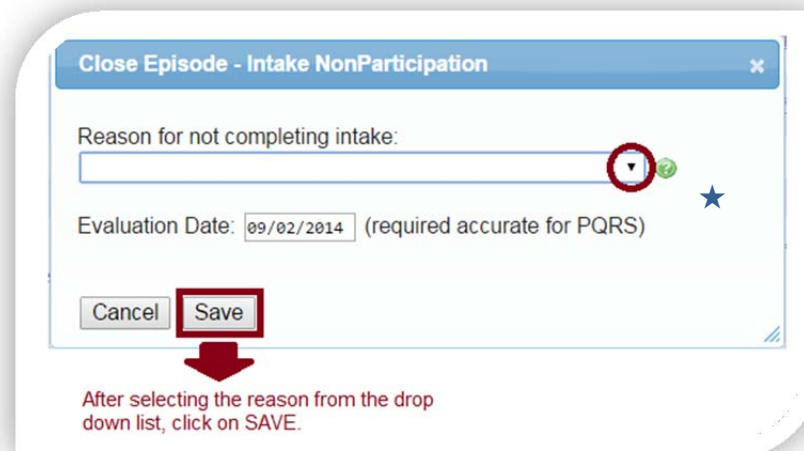 Close Episode - Intake NonParticipation
Reason for not completing intake:
Evaluation Date: 09/02/2014 (required accurate for PQRS)
Cancel Save
After selecting the reason from the drop
down list, click on SAVE.